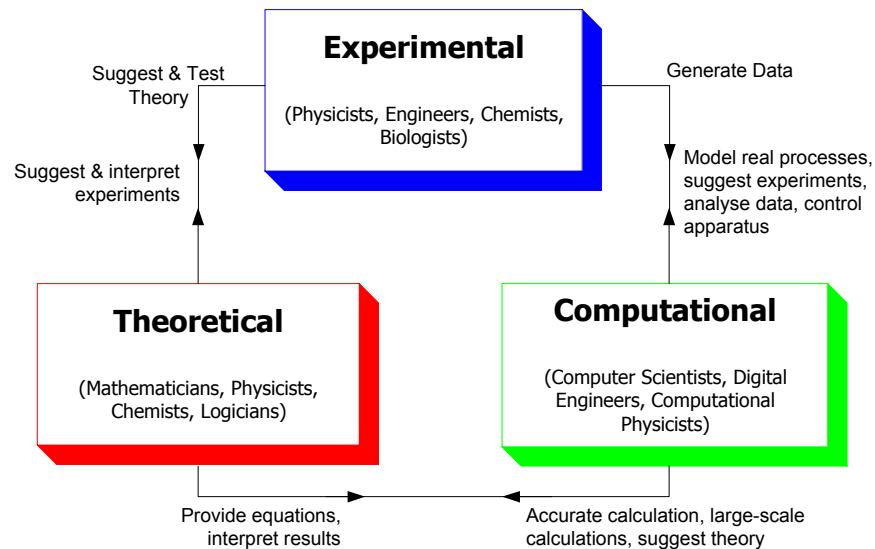 Experimental
(Physicists, Engineers, Chemists,
Biologists)
Suggest & Test
Theory
Generate Data
Suggest & interpret
experiments
Model real processes,
suggest experiments,
analyse data, control
apparatus
Theoretical
(Mathematicians, Physicists,
Chemists, Logicians)
Computational
(Computer Scientists, Digital
Engineers, Computational
Physicists)
Provide equations,
interpret results
Accurate calculation, large-scale
calculations, suggest theory